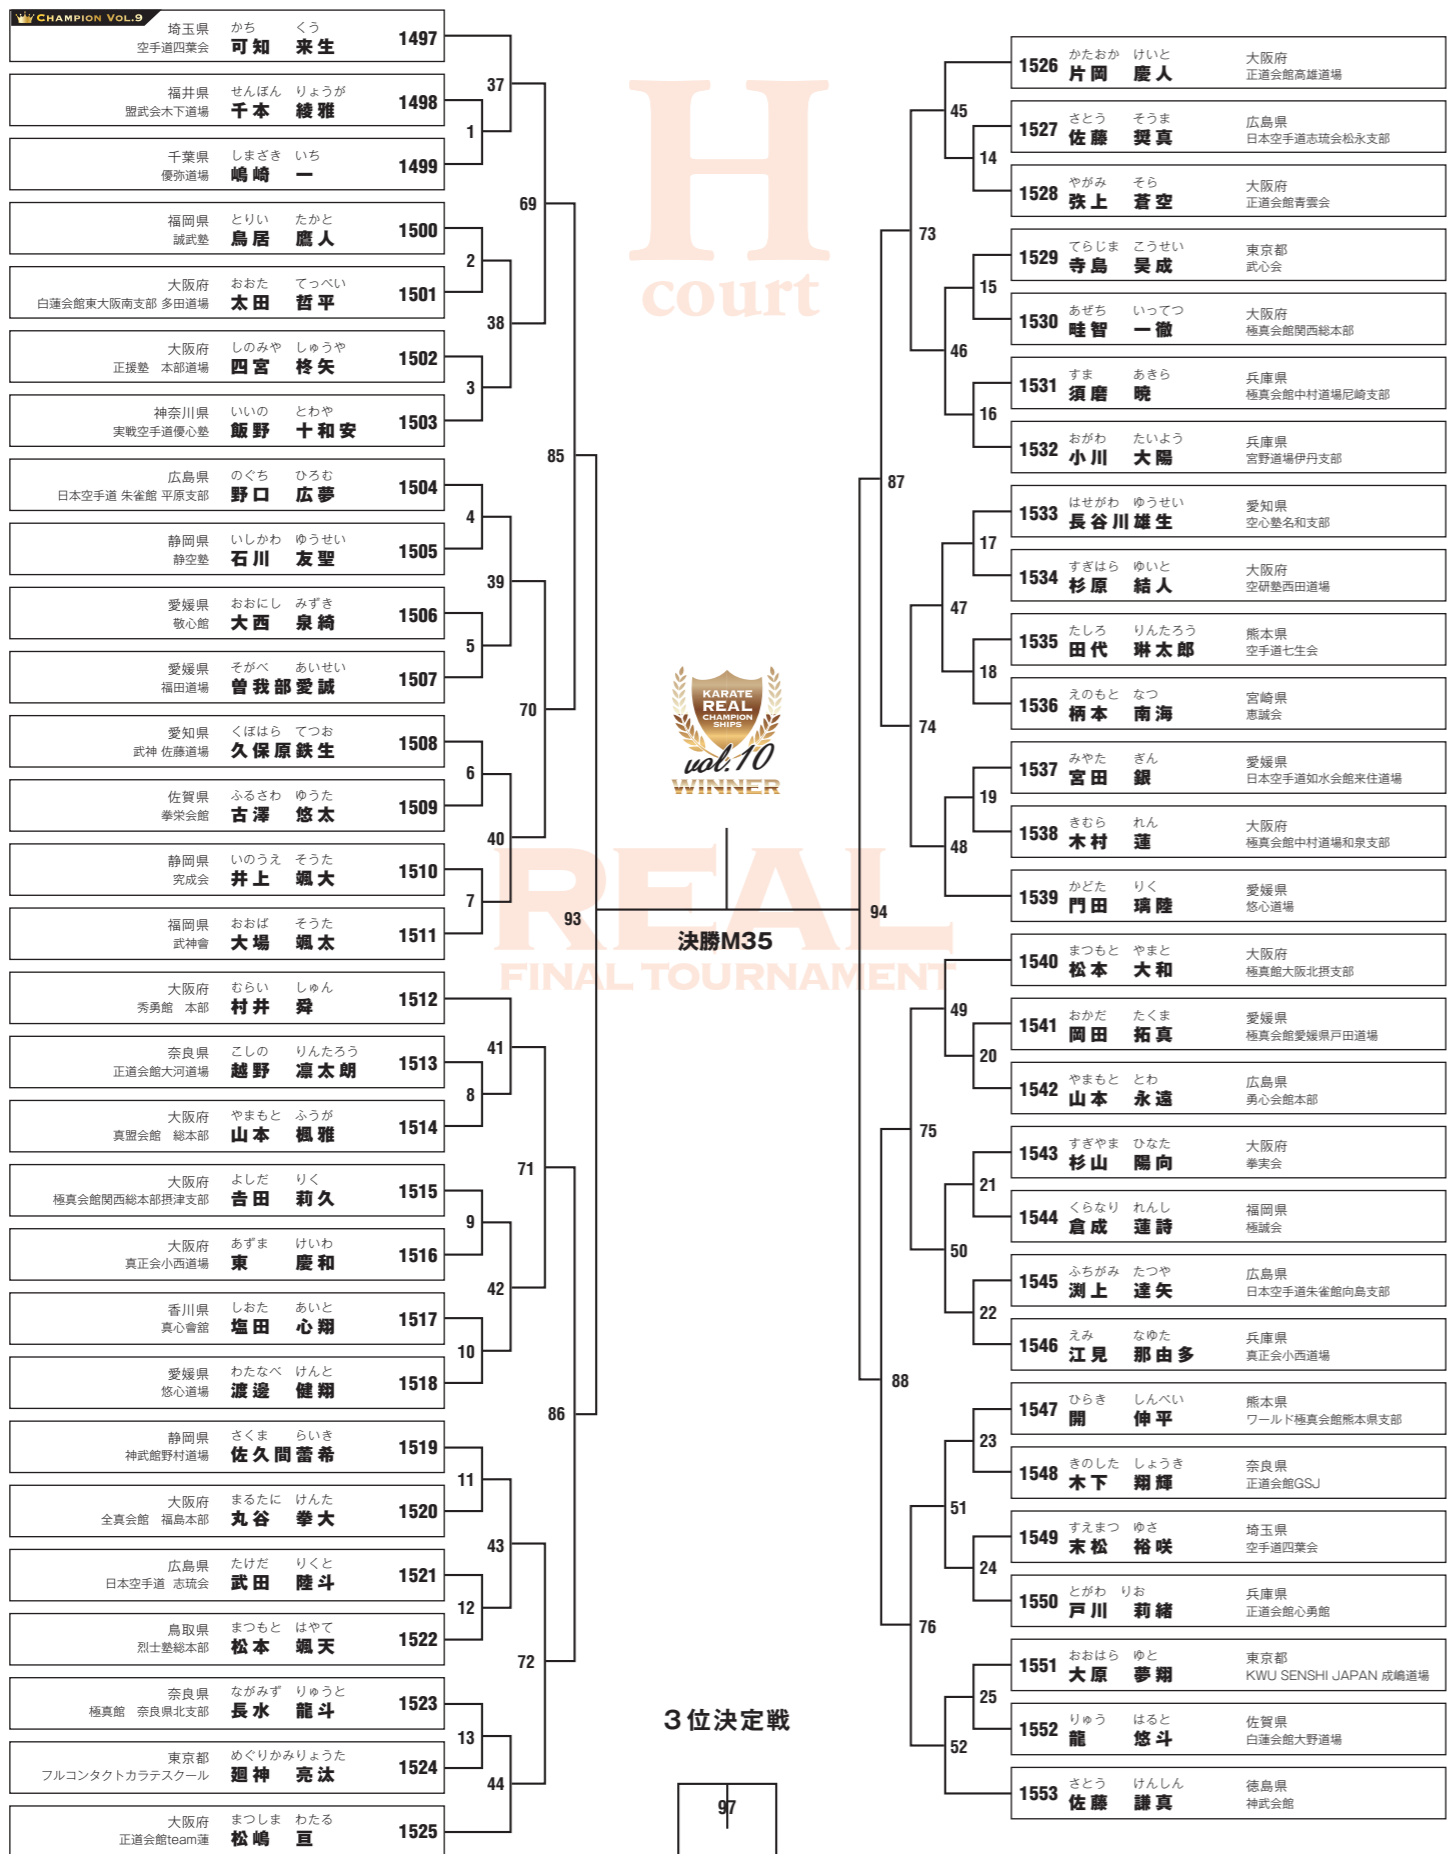 CHAMPION VOL.9
埼玉県 かち くう
空手道四葉会 可知 来生 1497
福井県 せんぼん りょうが
盟武会木下道場 千本 綾雅 1498
千葉県 しまざき いち
優弥道場 嶋崎 一 1499
福岡県 とりい たかと
誠武塾 鳥居 鷹人 1500
大阪府 おおた てっぺい
白蓮会館東大阪南支部 多田道場 太田 哲平 1501
大阪府 しのみや しゅうや
正援塾 本部道場 四宮 柊矢 1502
神奈川県 いいの とわや
実戦空手道優心塾 飯野 十和安 1503
広島県 のぐち ひろむ
日本空手道 朱雀館 平原支部 野口 広夢 1504
静岡県 いしかわ ゆうせい
静空塾 石川 友聖 1505
愛媛県 おおにし みずき
敬心館 大西 泉綺 1506
愛媛県 そがべ あいせい
福田道場 曽我部愛誠 1507
愛知県 くぼはら てつお
武神 佐藤道場 久保原鉄生 1508
佐賀県 ふるさわ ゆうた
拳栄会館 古澤 悠太 1509
静岡県 いのうえ そうた
究成会 井上 颯大 1510
福岡県 おおば そうた
武神會 大場 颯太 1511
大阪府 むらい しゅん
秀勇館 本部 村井 舜 1512
奈良県 こしの りんたろう
正道会館大河道場 越野 凛太朗 1513
大阪府 やまもと ふうが
真盟会館 総本部 山本 楓雅 1514
大阪府 よしだ りく
極真会館関西総本部摂津支部 𠮷田 莉久 1515
大阪府 あずま けいわ
真正会小西道場 東 慶和 1516
香川県 しおた あいと
真心會舘 塩田 心翔 1517
愛媛県 わたなべ けんと
悠心道場 渡邊 健翔 1518
静岡県 さくま らいき
神武館野村道場 佐久間蕾希 1519
大阪府 まるたに けんた
全真会館 福島本部 丸谷 拳大 1520
広島県 たけだ りくと
日本空手道 志琉会 武田 陸斗 1521
鳥取県 まつもと はやて
烈士塾総本部 松本 颯天 1522
奈良県 ながみず りゅうと
極真館 奈良県北支部 長水 龍斗 1523
東京都 めぐりかみりょうた
フルコンタクトカラテスクール 廻神 亮汰 1524
大阪府 まつしま わたる
正道会館team蓮 松嶋 亘 1525
1
2
3
4
5
6
7
8
9
10
11
12
13
37
38
39
40
41
42
43
44
69
70
71
72
85
86
93
H
court
KARATE
REAL
CHAMPION
SHIPS
vol.10
WINNER
REAL
決勝M35
FINAL TOURNAMENT
3位決定戦
97
94
87
88
73
74
75
76
45
46
47
48
49
50
51
52
14
15
16
17
18
19
20
21
22
23
24
25
かたおか けいと 大阪府
1526 片岡 慶人 正道会館高雄道場
さとう そうま 広島県
1527 佐藤 奨真 日本空手道志琉会松永支部
やがみ そら 大阪府
1528 弥上 蒼空 正道会館青雲会
てらじま こうせい 東京都
1529 寺島 昊成 武心会
あぜち いってつ 大阪府
1530 畦智 一徹 極真会館関西総本部
すま あきら 兵庫県
1531 須磨 暁 極真会館中村道場尼崎支部
おがわ たいよう 兵庫県
1532 小川 大陽 宮野道場伊丹支部
はせがわ ゆうせい 愛知県
1533 長谷川雄生 空心塾名和支部
すぎはら ゆいと 大阪府
1534 杉原 結人 空研塾西田道場
たしろ りんたろう 熊本県
1535 田代 琳太郎 空手道七生会
えのもと なつ 宮崎県
1536 柄本 南海 恵誠会
みやた ぎん 愛媛県
1537 宮田 銀 日本空手道如水会館来住道場
きむら れん 大阪府
1538 木村 蓮 極真会館中村道場和泉支部
かどた りく 愛媛県
1539 門田 璃陸 悠心道場
まつもと やまと 大阪府
1540 松本 大和 極真館大阪北摂支部
おかだ たくま 愛媛県
1541 岡田 拓真 極真会館愛媛県戸田道場
やまもと とわ 広島県
1542 山本 永遠 勇心会館本部
すぎやま ひなた 大阪府
1543 杉山 陽向 拳実会
くらなり れんし 福岡県
1544 倉成 蓮詩 極誠会
ふちがみ たつや 広島県
1545 渕上 達矢 日本空手道朱雀館向島支部
えみ なゆた 兵庫県
1546 江見 那由多 真正会小西道場
ひらき しんぺい 熊本県
1547 開 伸平 ワールド極真会館熊本県支部
きのした しょうき 奈良県
1548 木下 翔輝 正道会館GSJ
すえまつ ゆさ 埼玉県
1549 末松 裕咲 空手道四葉会
とがわ りお 兵庫県
1550 戸川 莉緒 正道会館心勇館
おおはら ゆと 東京都
1551 大原 夢翔 KWU SENSHI JAPAN 成嶋道場
りゅう はると 佐賀県
1552 龍 悠斗 白蓮会館大野道場
さとう けんしん 徳島県
1553 佐藤 謙真 神武会館